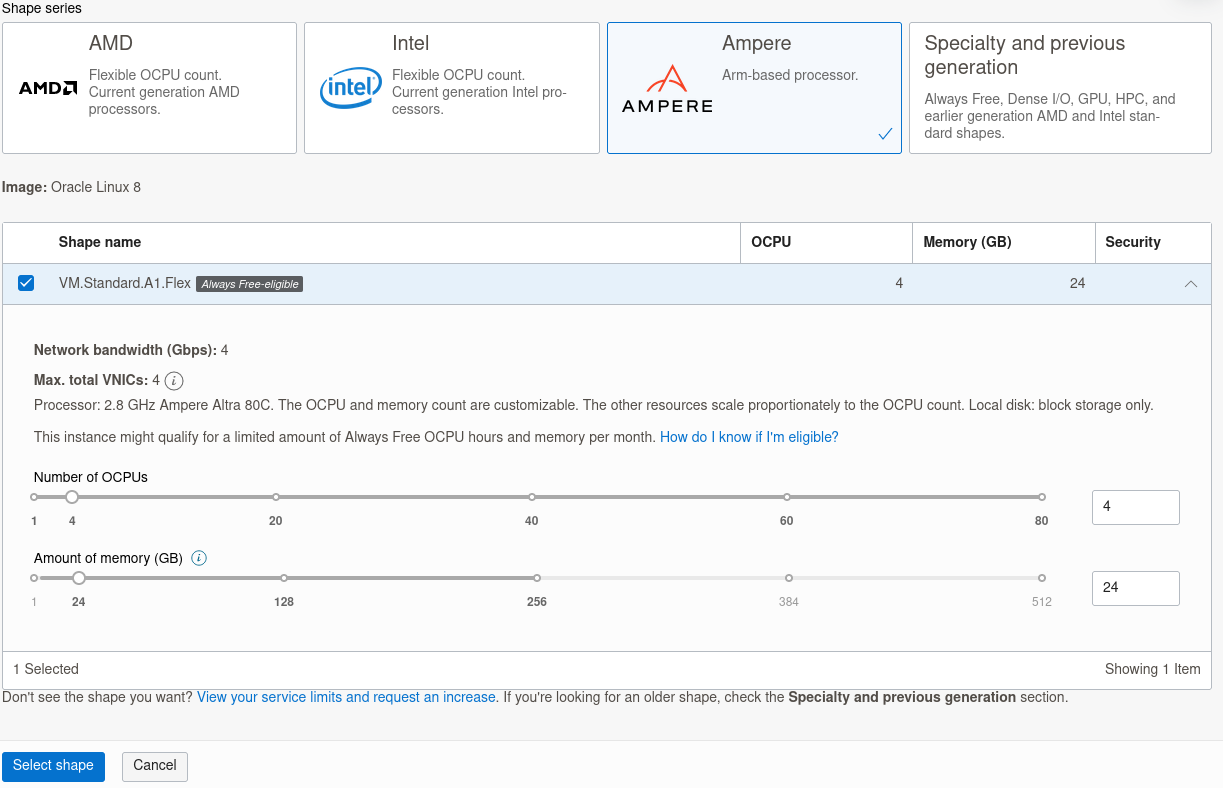 Shape series
AMD
Flexible OCPU count.
Current generation AMD
processors.
AMD
Intel
Flexible OCPU count.
Current generation Intel pro-
cessors.
intel
Ampere
Arm-based processor.
AMPERE
Specialty and previous
generation
Always Free, Dense I/O, GPU, HPC, and
earlier generation AMD and Intel stan-
dard shapes.
Image: Oracle Linux 8
Shape name OCPU Memory (GB) Security
VM.Standard.A1.Flex Always Free-eligible 4 24
Network bandwidth (Gbps): 4
Max. total VNICs: 4 i
Processor: 2.8 GHz Ampere Altra 80C. The OCPU and memory count are customizable. The other resources scale proportionately to the OCPU count. Local disk: block storage only.
This instance might qualify for a limited amount of Always Free OCPU hours and memory per month. How do I know if I'm eligible?
Number of OCPUs
1 4 20 40 60 80
4
Amount of memory (GB) i
1 24 128 256 384 512
24
1 Selected Showing 1 Item
Don't see the shape you want? View your service limits and request an increase. If you're looking for an older shape, check the Specialty and previous generation section.
Select shape Cancel